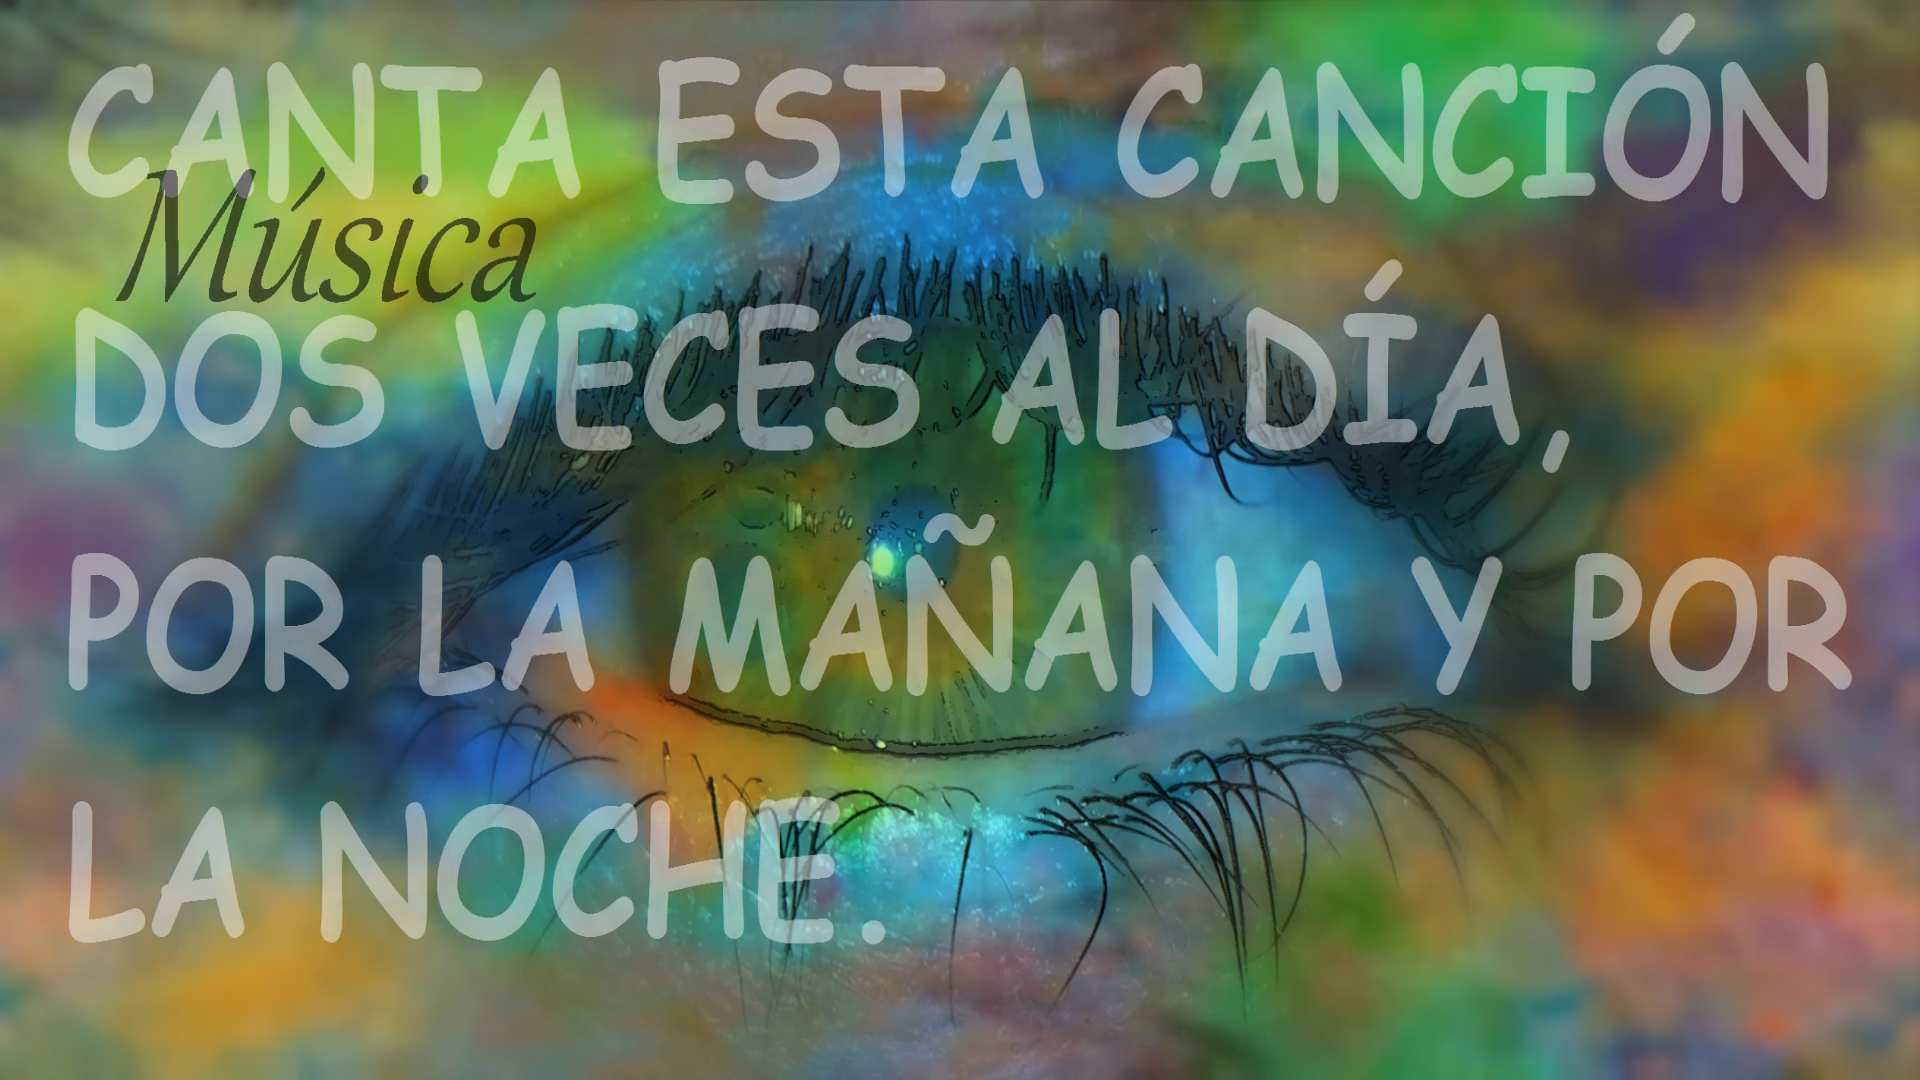 CANTA ESTA CANCIÓN
Música
DOS VECES AL DÍA,
POR LA MAÑANA Y POR
LA NOCHE.